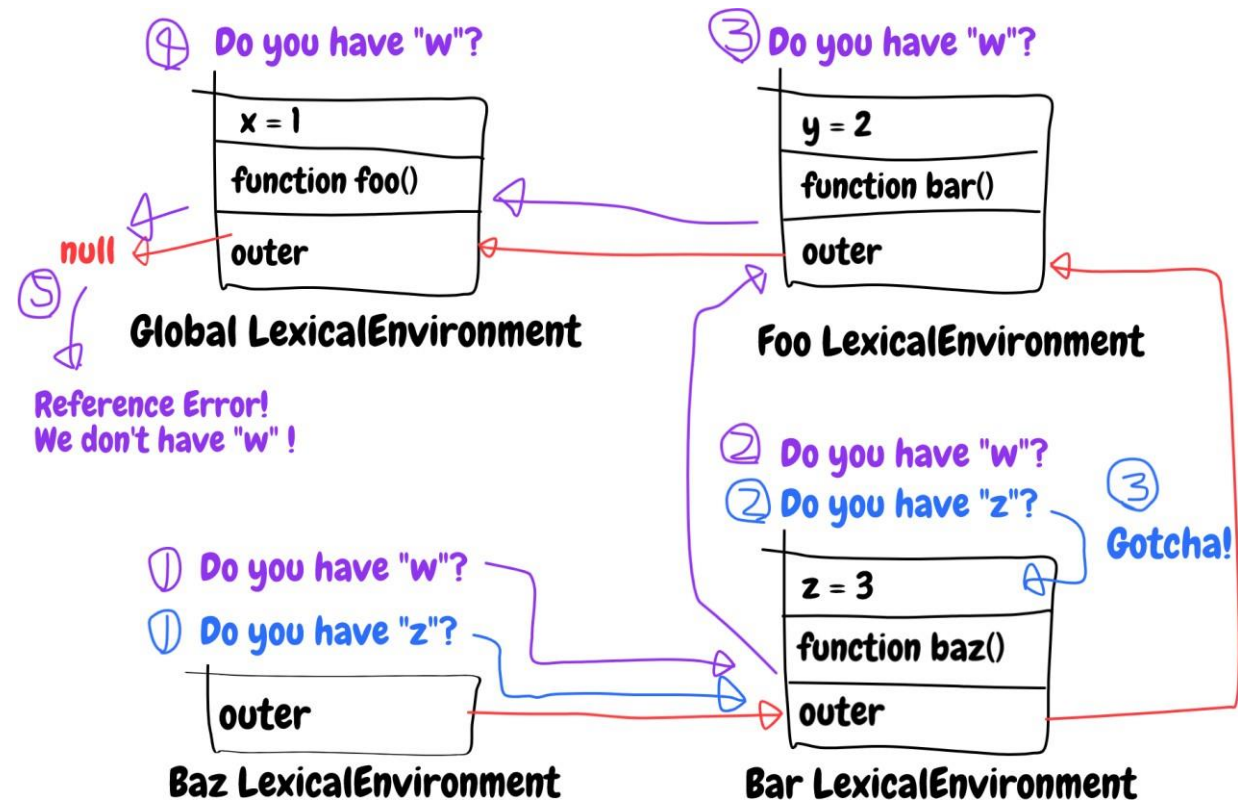 ④ Do you have "w"?
x = 1
function foo()
outer
null
Global LexicalEnvironment
⑤
Reference Error!
We don't have "w" !
③ Do you have "w"?
y = 2
function bar()
outer
Foo LexicalEnvironment
① Do you have "w"?
① Do you have "z"?
outer
Baz LexicalEnvironment
② Do you have "w"?
② Do you have "z"?
③
Gotcha!
z = 3
function baz()
outer
Bar LexicalEnvironment